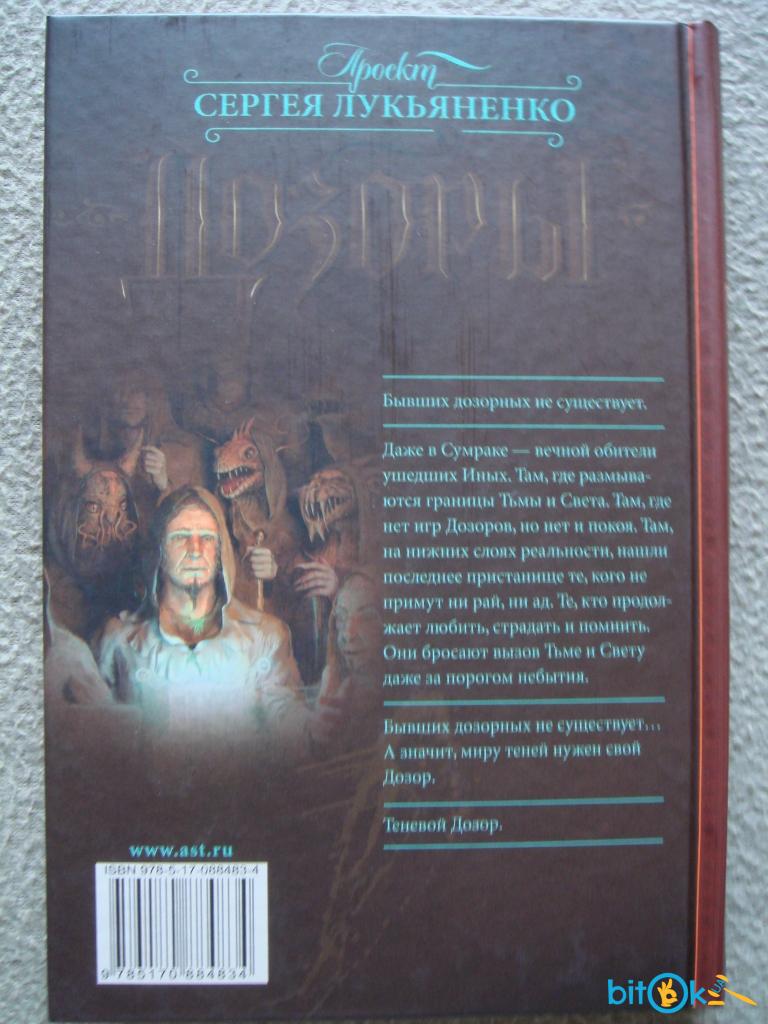 Проект
СЕРГЕЯ ЛУКЬЯНЕНКО
Дозоры
Бывших дозорных не существует.
Даже в Сумраке — вечной обители
ушедших Иных. Там, где размыва-
ются границы Тьмы и Света. Там, где
нет игр Дозоров, но нет и покоя. Там,
на нижних слоях реальности, нашли
последнее пристанище те, кого не
примут ни рай, ни ад. Те, кто продол-
жает любить, страдать и помнить.
Они бросают вызов Тьме и Свету
даже за порогом небытия.
Бывших дозорных не существует...
А значит, миру теней нужен свой
Дозор.
Теневой Дозор.
www.ast.ru
ISBN 978-5-17-088483-4
9 785170 884834
bitOk UA